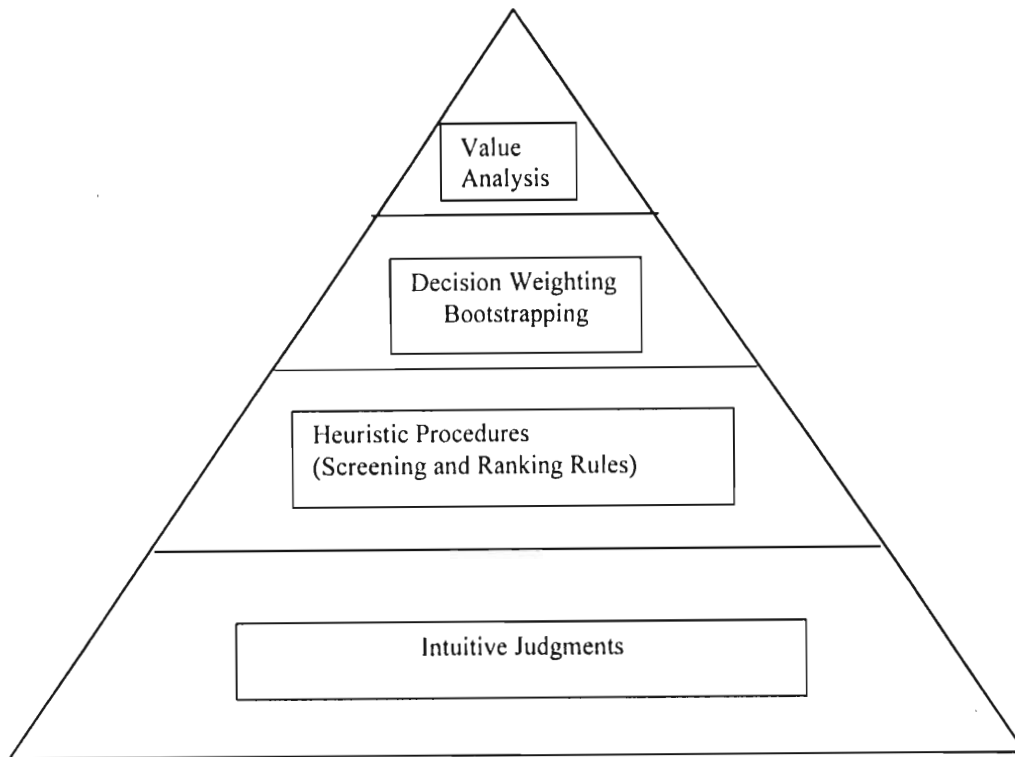 Value
Analysis
Decision Weighting
Bootstrapping
Heuristic Procedures
(Screening and Ranking Rules)
Intuitive Judgments